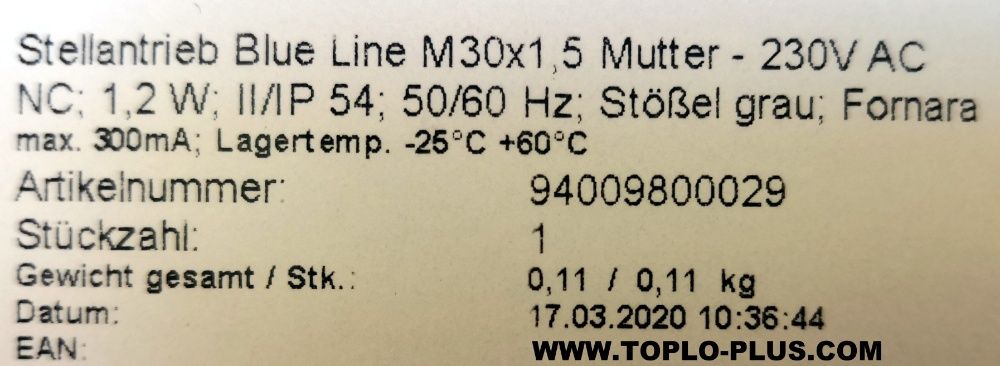 Stellantrieb Blue Line M30x1,5 Mutter - 230V AC
NC; 1,2 W; II/IP 54; 50/60 Hz; Stößel grau; Fornara
max. 300mA; Lagertemp. -25°C +60°C
Artikelnummer: 94009800029
Stückzahl: 1
Gewicht gesamt / Stk.: 0,11 / 0,11 kg
Datum: 17.03.2020 10:36:44
EAN: WWW.TOPLO-PLUS.COM